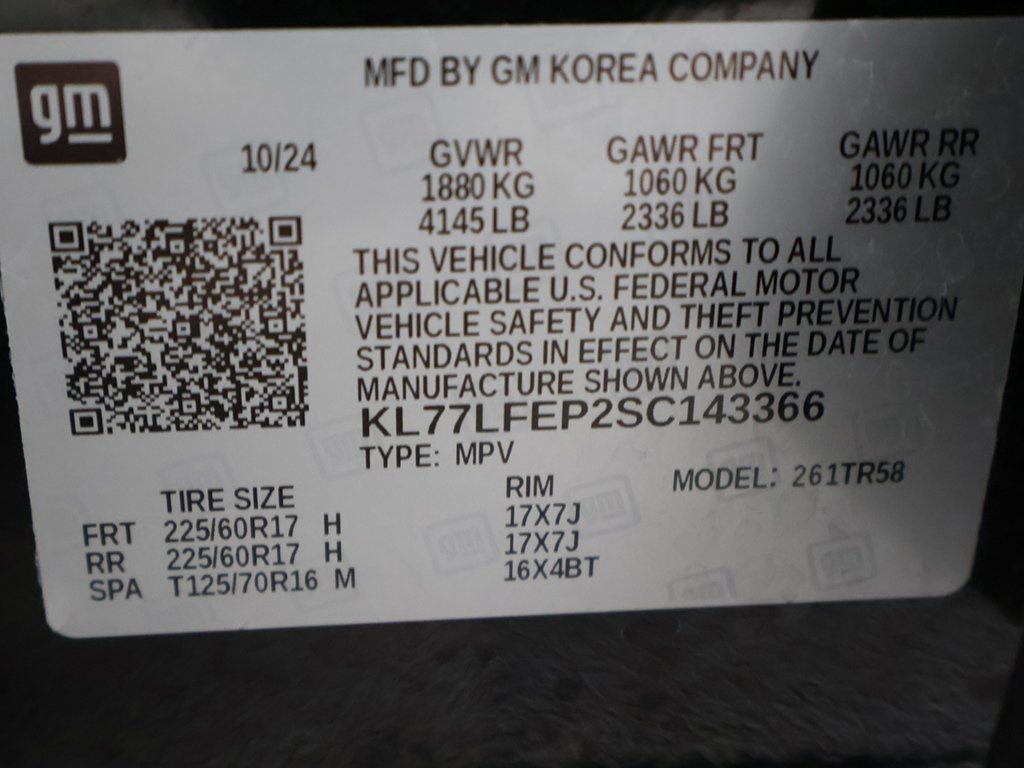 gm
MFD BY GM KOREA COMPANY
10/24 GVWR GAWR FRT GAWR RR
1880 KG 1060 KG 1060 KG
4145 LB 2336 LB 2336 LB
THIS VEHICLE CONFORMS TO ALL
APPLICABLE U.S. FEDERAL MOTOR
VEHICLE SAFETY AND THEFT PREVENTION
STANDARDS IN EFFECT ON THE DATE OF
MANUFACTURE SHOWN ABOVE.
KL77LFEP2SC143366
TYPE: MPV MODEL: 261TR58
TIRE SIZE RIM
FRT 225/60R17 H 17X7J
RR 225/60R17 H 17X7J
SPA T125/70R16 M 16X4BT